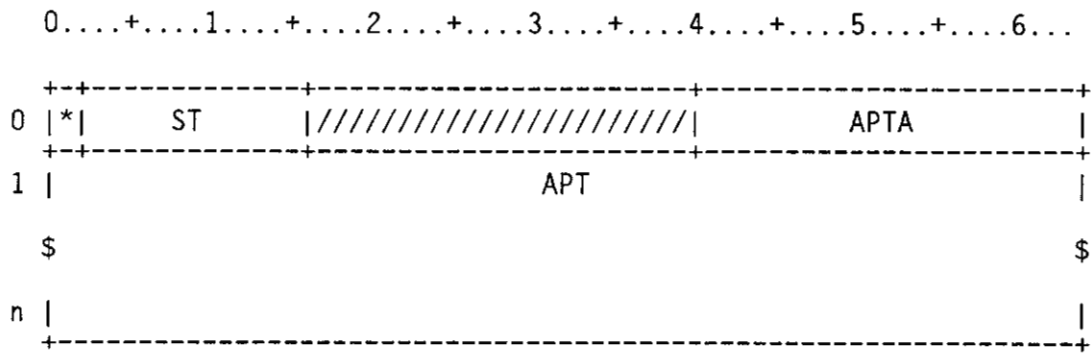 0....+....1....+....2....+....3....+....4....+....5....+....6...
+--+--------------+-----------------------+------------------------+
0 |*| ST |///////////////////////| APTA |
+--+--------------+-----------------------+------------------------+
1 | APT |
$ $
n | |
+----------------------------------------------------------------+